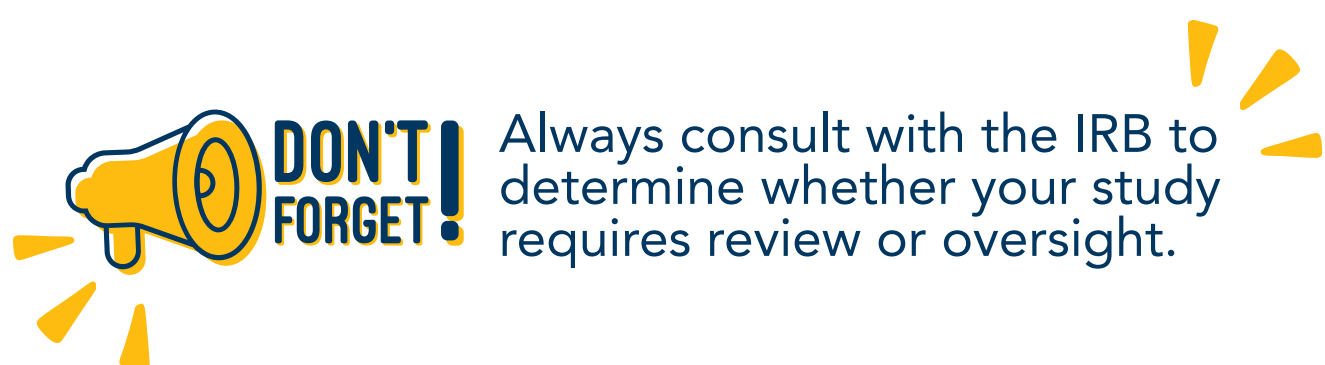 DON'T
FORGET!
Always consult with the IRB to
determine whether your study
requires review or oversight.